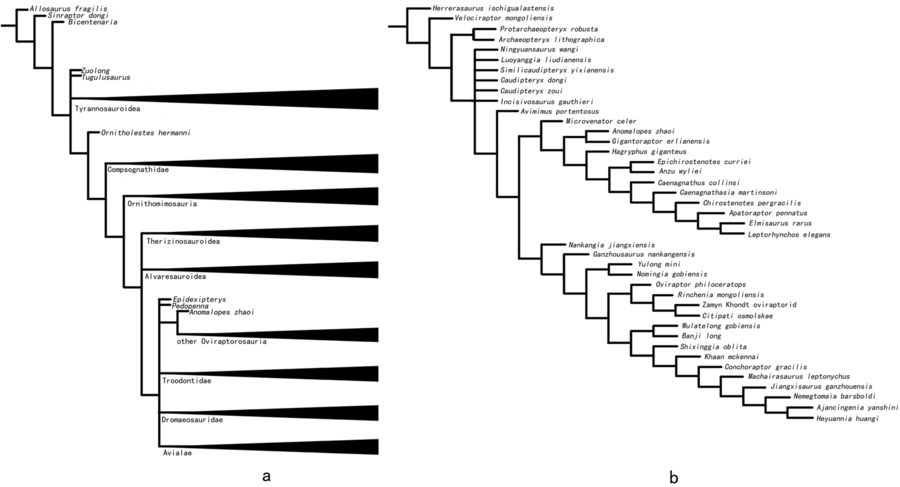 Allosaurus fragilis
Sinraptor dongi
Bicentenaria
Zuolong
Tugulusaurus
Tyrannosauroidea
Ornitholestes hermanni
Compsognathidae
Ornithomimosauria
Therizinosauroidea
Alvaresauroidea
Epidexipteryx
Pedopenna
Anomalopes zhaoi
other Oviraptorosauria
Troodontidae
Dromaeosauridae
Avialae
a
Herrerasaurus ischigualastensis
Velociraptor mongoliensis
Protarchaeopteryx robusta
Archaeopteryx lithographica
Ningyuansaurus wangi
Luoyanggia liudianensis
Similicaudipteryx yixianensis
Caudipteryx dongi
Caudipteryx zoui
Incisivosaurus gauthieri
Avimimus portentosus
Microvenator celer
Anomalopes zhaoi
Gigantoraptor erlianensis
Hagryphus giganteus
Epichirostenotes curriei
Anzu wyliei
Caenagnathus collinsi
Caenagnathasia martinsoni
Chirostenotes pergracilis
Apatoraptor pennatus
Elmisaurus rarus
Leptorhynchos elegans
Nankangia jiangxiensis
Ganzhousaurus nankangensis
Yulong mini
Nomingia gobiensis
Oviraptor philoceratops
Rinchenia mongoliensis
Zamyn Khondt oviraptorid
Citipati osmolskae
Wulatelong gobiensis
Banji long
Shixinggia oblita
Khaan mckennai
Conchoraptor gracilis
Machairasaurus leptonychus
Jiangxisaurus ganzhouensis
Nemegtomaia barsboldi
Ajancingenia yanshini
Heyuannia huangi
b